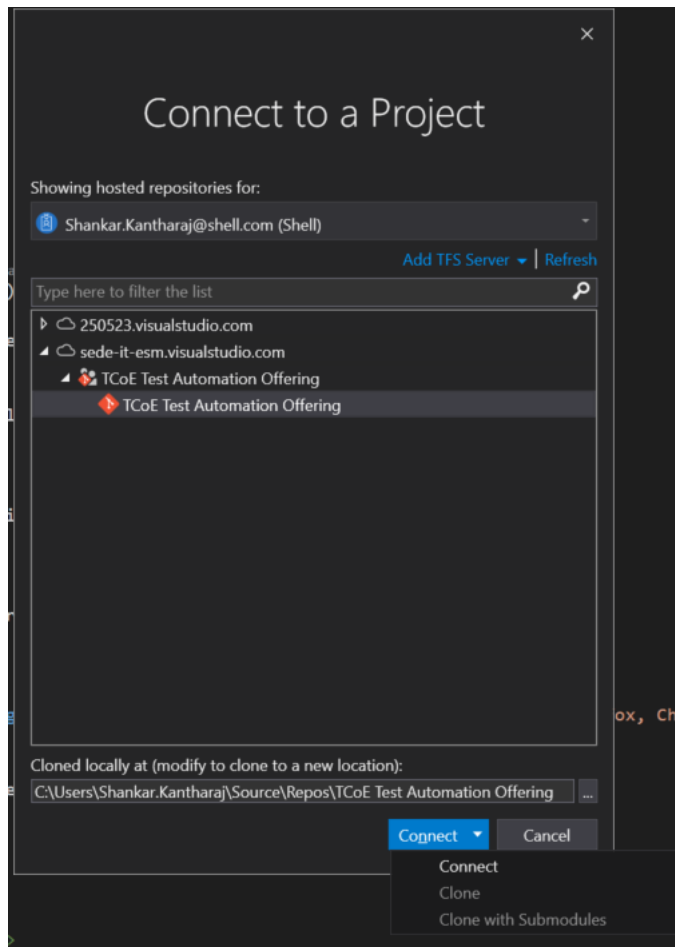 Connect to a Project
Showing hosted repositories for:
Shankar.Kantharaj@shell.com (Shell)
Add TFS Server | Refresh
Type here to filter the list
250523.visualstudio.com
sede-it-esm.visualstudio.com
TCoE Test Automation Offering
TCoE Test Automation Offering
ox, Ch
Cloned locally at (modify to clone to a new location):
C:\Users\Shankar.Kantharaj\Source\Repos\TCoE Test Automation Offering ...
Connect Cancel
Connect
Clone
Clone with Submodules